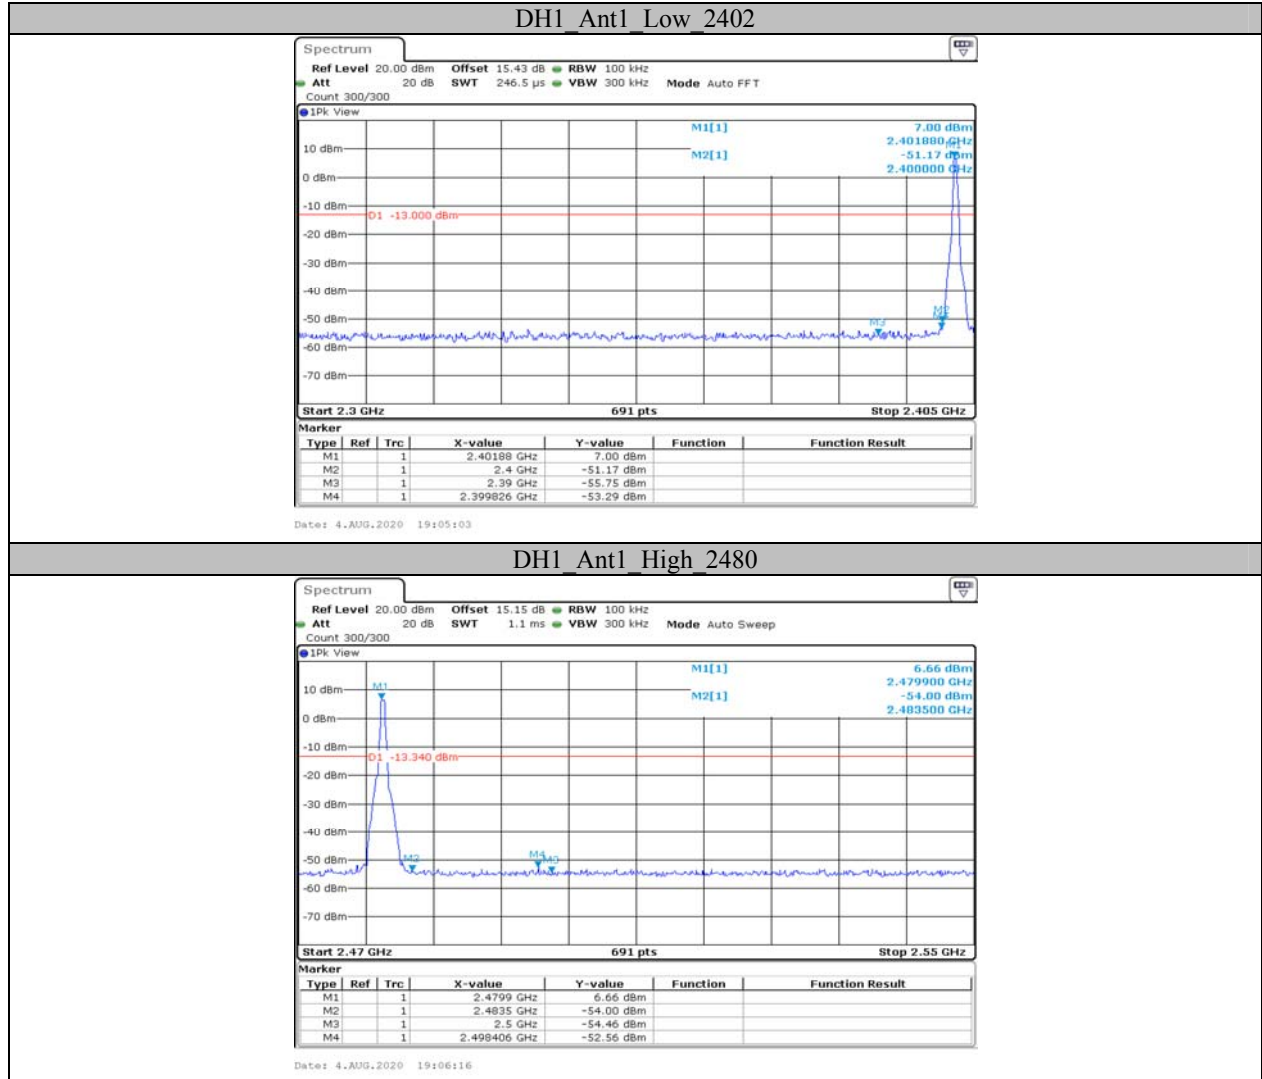 DH1_Ant1_Low_2402
Spectrum
Ref Level 20.00 dBm Offset 15.43 dB RBW 100 kHz
Att 20 dB SWT 246.5 µs VBW 300 kHz Mode Auto FFT
Count 300/300
1Pk View
M1[1] 7.00 dBm
2.401880 GHz
M2[1] -51.17 dBm
2.400000 GHz
M1
10 dBm
0 dBm
-10 dBm
D1 -13.000 dBm
-20 dBm
-30 dBm
-40 dBm
-50 dBm
M3 M2
-60 dBm
-70 dBm
Start 2.3 GHz 691 pts Stop 2.405 GHz
Marker
Type Ref Trc X-value Y-value Function Function Result
M1 1 2.40188 GHz 7.00 dBm
M2 1 2.4 GHz -51.17 dBm
M3 1 2.39 GHz -55.75 dBm
M4 1 2.399826 GHz -53.29 dBm
Date: 4.AUG.2020 19:05:03
DH1_Ant1_High_2480
Spectrum
Ref Level 20.00 dBm Offset 15.15 dB RBW 100 kHz
Att 20 dB SWT 1.1 ms VBW 300 kHz Mode Auto Sweep
Count 300/300
1Pk View
M1[1] 6.66 dBm
2.479900 GHz
M2[1] -54.00 dBm
2.483500 GHz
M1
10 dBm
0 dBm
-10 dBm
D1 -13.340 dBm
-20 dBm
-30 dBm
-40 dBm
-50 dBm
M2 M4 M3
-60 dBm
-70 dBm
Start 2.47 GHz 691 pts Stop 2.55 GHz
Marker
Type Ref Trc X-value Y-value Function Function Result
M1 1 2.4799 GHz 6.66 dBm
M2 1 2.4835 GHz -54.00 dBm
M3 1 2.5 GHz -54.46 dBm
M4 1 2.498406 GHz -52.56 dBm
Date: 4.AUG.2020 19:06:16